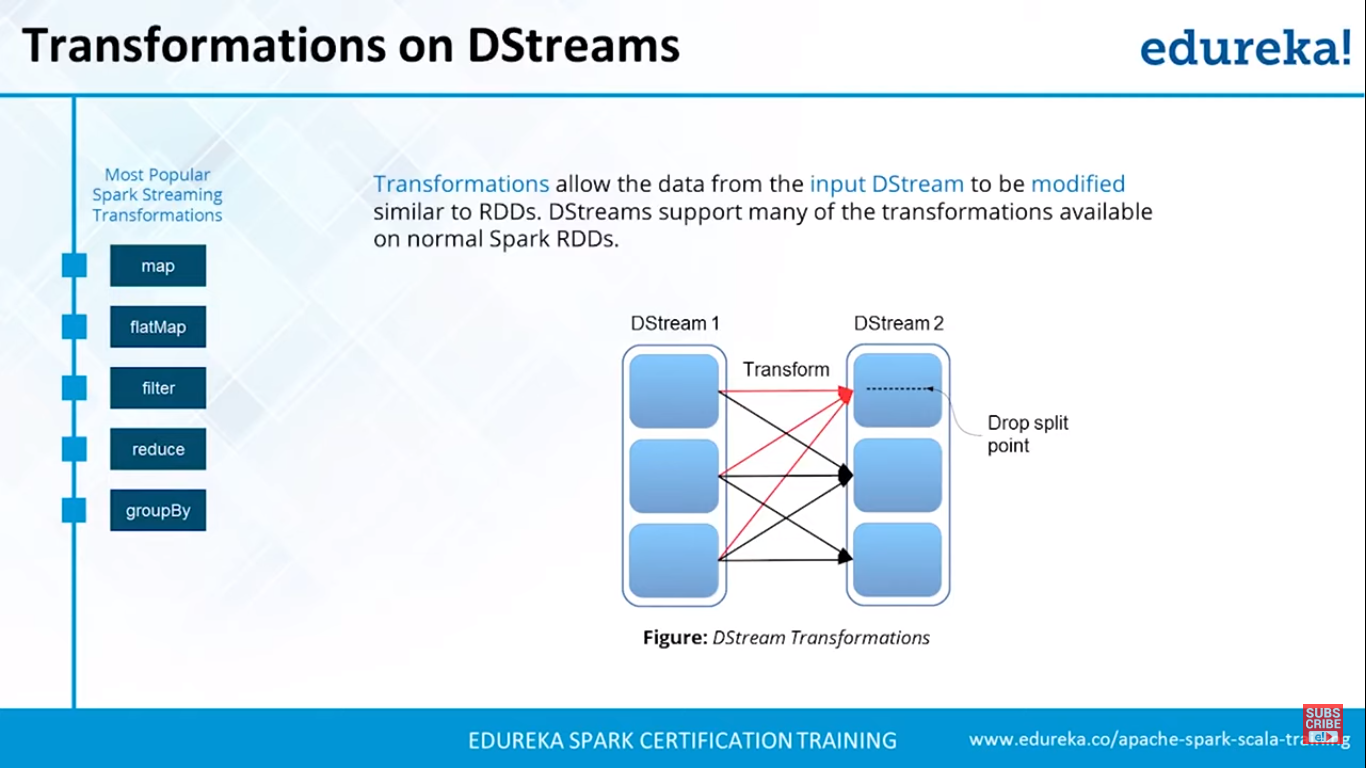 Transformations on DStreams
edureka!
Most Popular
Spark Streaming
Transformations
map
flatMap
filter
reduce
groupBy
Transformations allow the data from the input DStream to be modified
similar to RDDs. DStreams support many of the transformations available
on normal Spark RDDs.
DStream 1
DStream 2
Transform
Drop split
point
Figure: DStream Transformations
EDUREKA SPARK CERTIFICATION TRAINING
www.edureka.co/apache-spark-scala-training
SUBS
CRIBE
e!